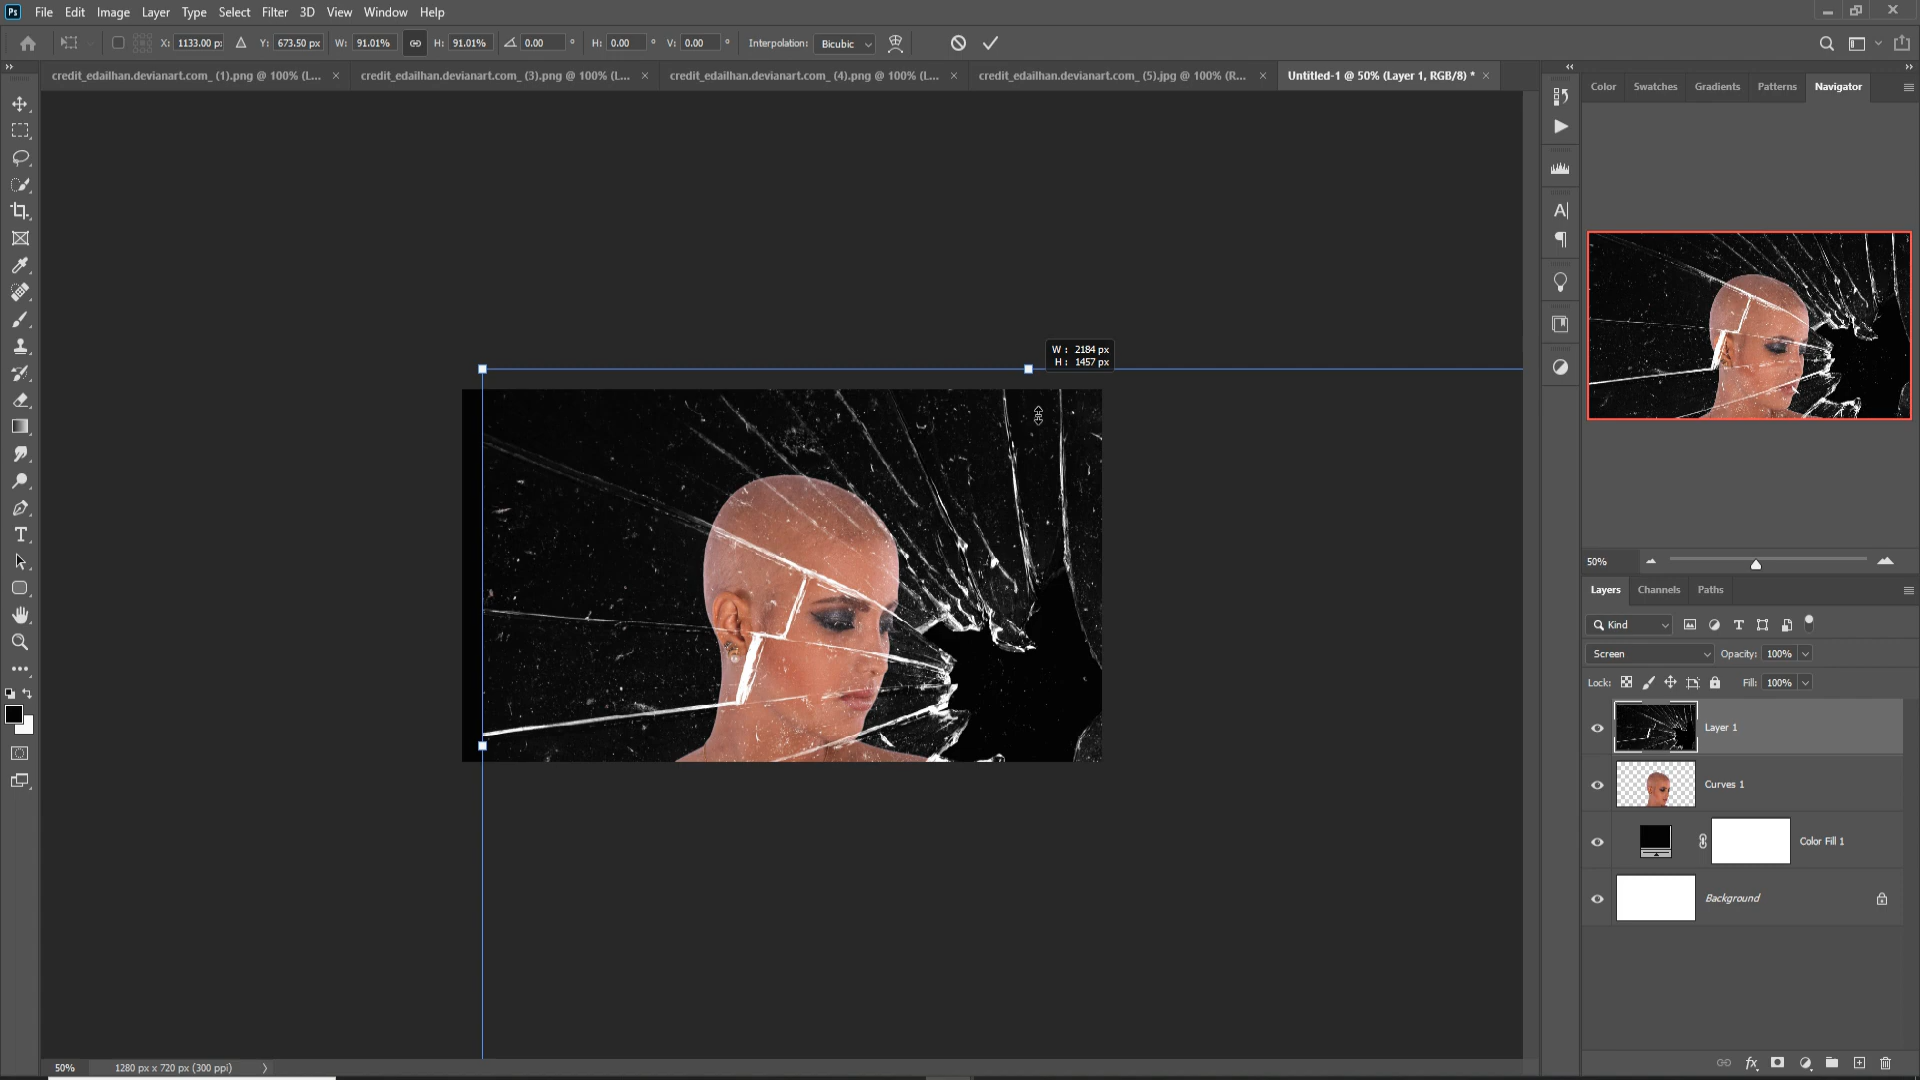 Ps File Edit Image Layer Type Select Filter 3D View Window Help
X: 1133.00 px Y: 673.50 px W: 91.01% H: 91.01% 0.00 ° H: 0.00 ° V: 0.00 ° Interpolation: Bicubic
credit_edailhan.devianart.com_ (1).png @ 100% (L... × credit_edailhan.devianart.com_ (3).png @ 100% (L... × credit_edailhan.devianart.com_ (4).png @ 100% (L... × credit_edailhan.devianart.com_ (5).jpg @ 100% (R... × Untitled-1 @ 50% (Layer 1, RGB/8) * ×
Color Swatches Gradients Patterns Navigator
W : 2184 px
H : 1457 px
50%
Layers Channels Paths
Kind
Screen Opacity: 100%
Lock: Fill: 100%
Layer 1
Curves 1
Color Fill 1
Background
50% 1280 px x 720 px (300 ppi)